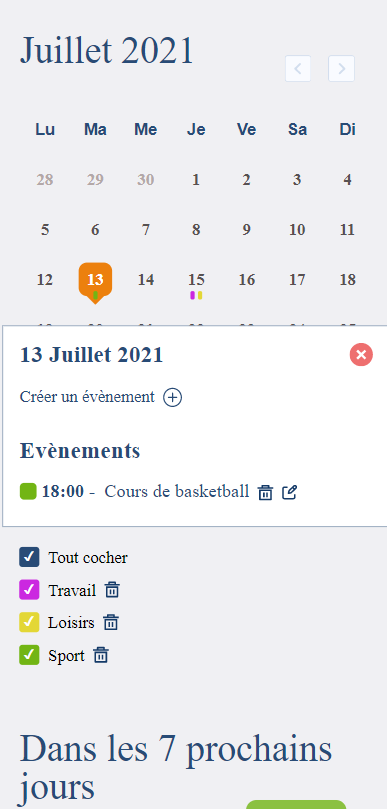 Juillet 2021
Lu Ma Me Je Ve Sa Di
28 29 30 1 2 3 4
5 6 7 8 9 10 11
12 13 14 15 16 17 18
13 Juillet 2021
Créer un évènement
Evènements
18:00 - Cours de basketball
Tout cocher
Travail
Loisirs
Sport
Dans les 7 prochains
jours